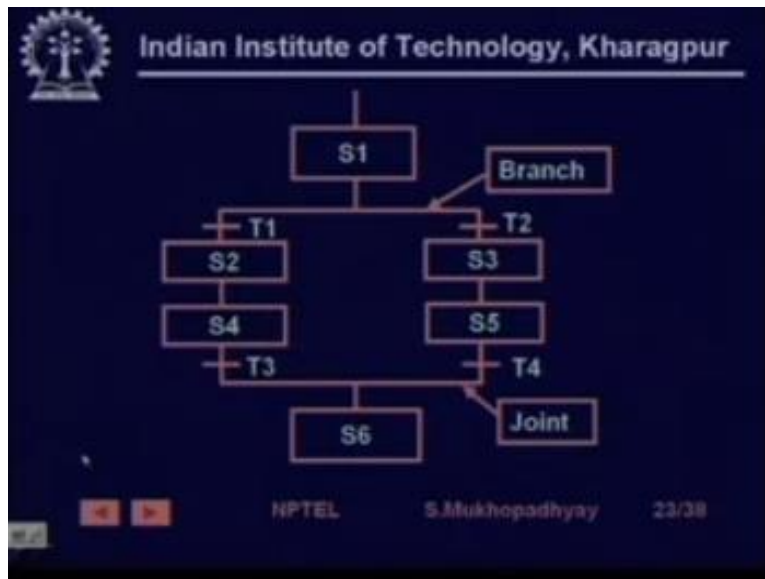 Indian Institute of Technology, Kharagpur
S1
Branch
T1 T2
S2 S3
S4 S5
T3 T4
Joint
S6
NPTEL S.Mukhopadhyay 23/38